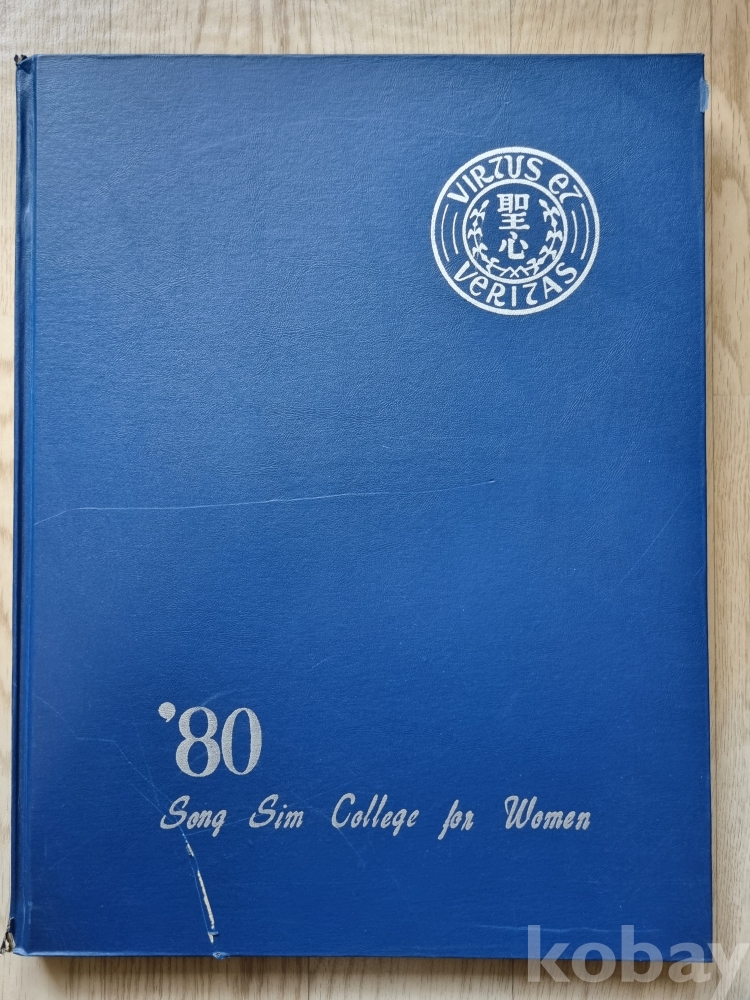 VIRTUS et
聖心
VERITAS
'80
Song Sim College for Women
kobay